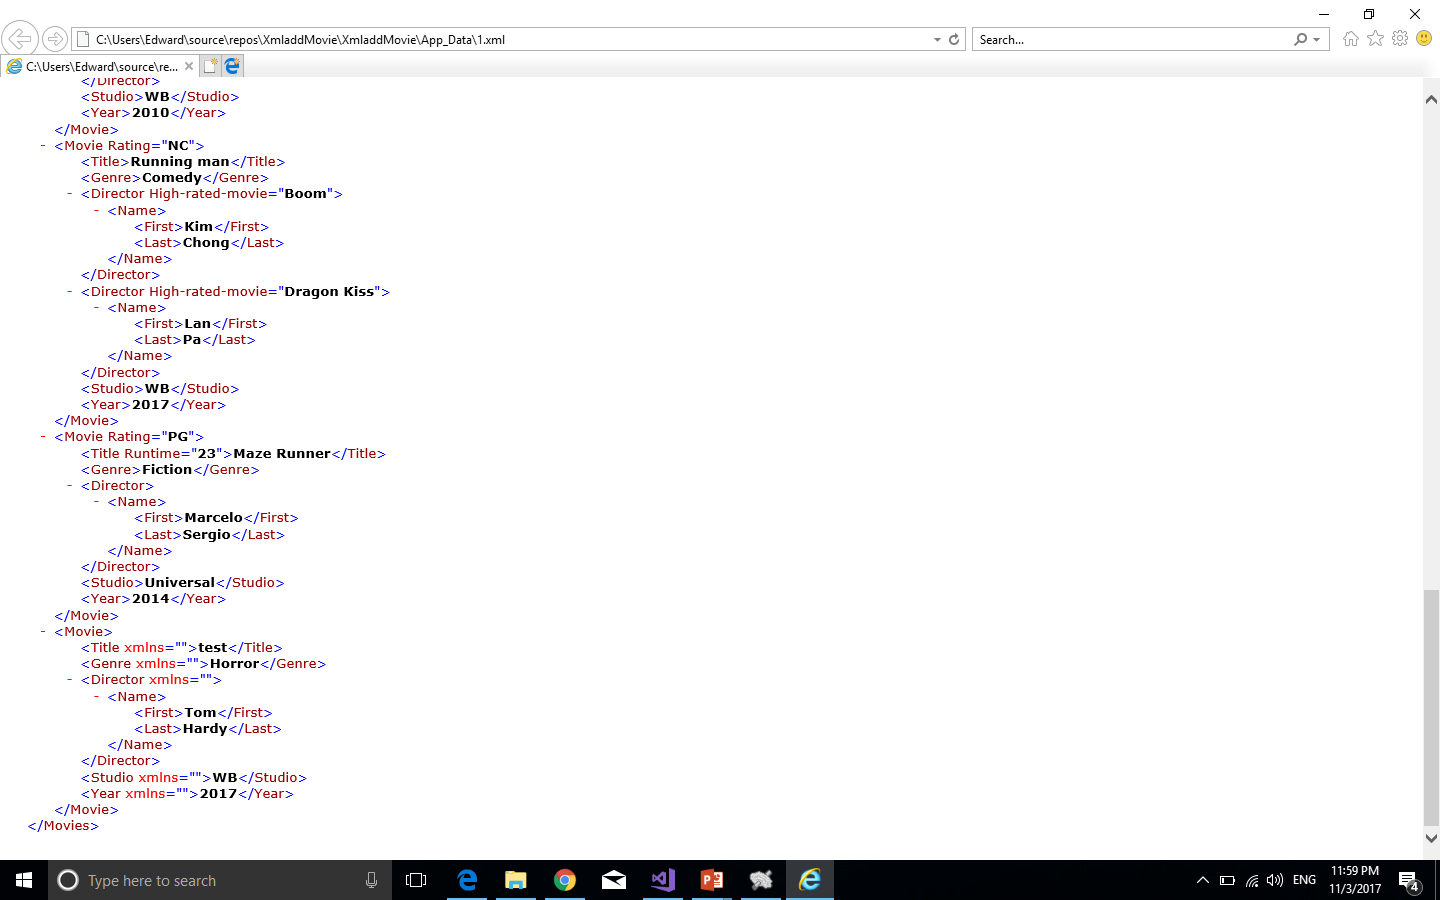 C:\Users\Edward\source\repos\XmladdMovie\XmladdMovie\App_Data\1.xml
Search...
C:\Users\Edward\source\re...
</Director>
<Studio>WB</Studio>
<Year>2010</Year>
</Movie>
- <Movie Rating="NC">
<Title>Running man</Title>
<Genre>Comedy</Genre>
- <Director High-rated-movie="Boom">
- <Name>
<First>Kim</First>
<Last>Chong</Last>
</Name>
</Director>
- <Director High-rated-movie="Dragon Kiss">
- <Name>
<First>Lan</First>
<Last>Pa</Last>
</Name>
</Director>
<Studio>WB</Studio>
<Year>2017</Year>
</Movie>
- <Movie Rating="PG">
<Title Runtime="23">Maze Runner</Title>
<Genre>Fiction</Genre>
- <Director>
- <Name>
<First>Marcelo</First>
<Last>Sergio</Last>
</Name>
</Director>
<Studio>Universal</Studio>
<Year>2014</Year>
</Movie>
- <Movie>
<Title xmlns="">test</Title>
<Genre xmlns="">Horror</Genre>
- <Director xmlns="">
- <Name>
<First>Tom</First>
<Last>Hardy</Last>
</Name>
</Director>
<Studio xmlns="">WB</Studio>
<Year xmlns="">2017</Year>
</Movie>
</Movies>
Type here to search
ENG
11:59 PM
11/3/2017
4